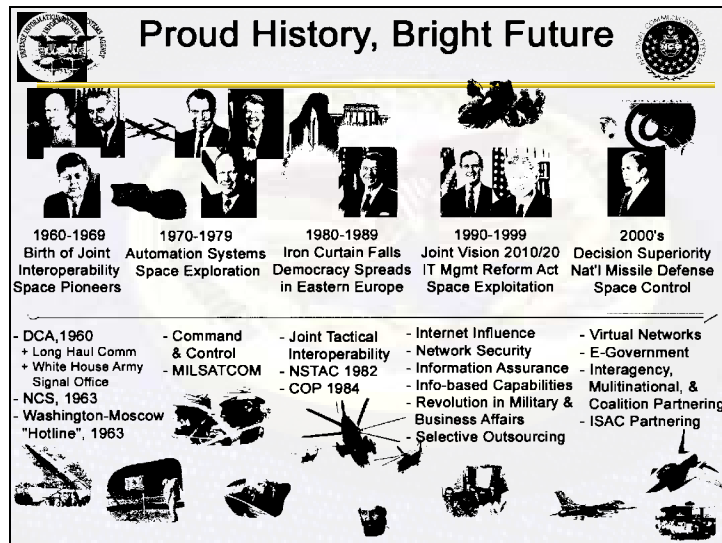 Proud History, Bright Future
DEFENSE INFORMATION SYSTEMS AGENCY
1960-1969
Birth of Joint
Interoperability
Space Pioneers
1970-1979
Automation Systems
Space Exploration
1980-1989
Iron Curtain Falls
Democracy Spreads
in Eastern Europe
1990-1999
Joint Vision 2010/20
IT Mgmt Reform Act
Space Exploitation
2000's
Decision Superiority
Nat'l Missile Defense
Space Control
- DCA,1960
+ Long Haul Comm
+ White House Army
Signal Office
- NCS, 1963
- Washington-Moscow
"Hotline", 1963
- Command
& Control
- MILSATCOM
- Joint Tactical
Interoperability
- NSTAC 1982
- COP 1984
- Internet Influence
- Network Security
- Information Assurance
- Info-based Capabilities
- Revolution in Military &
Business Affairs
- Selective Outsourcing
- Virtual Networks
- E-Government
- Interagency,
Multinational, &
Coalition Partnering
- ISAC Partnering